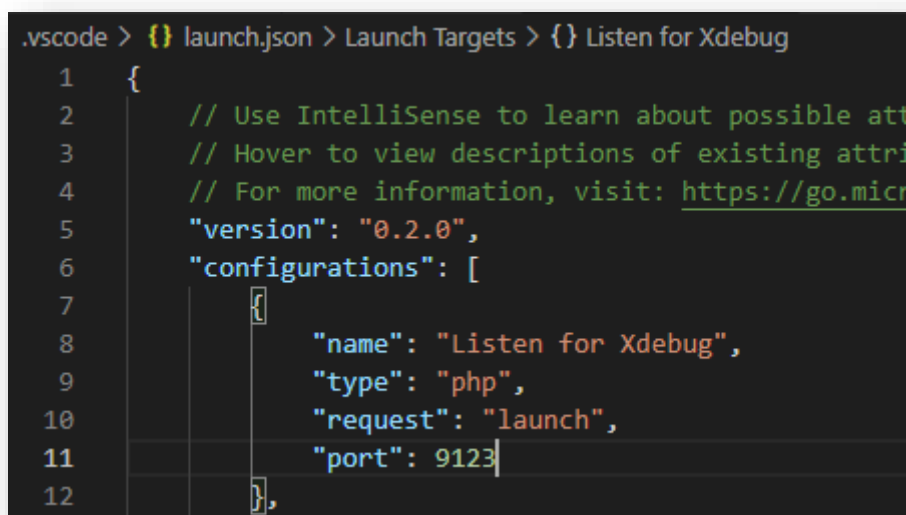 .vscode > {} launch.json > Launch Targets > {} Listen for Xdebug
1 {
2 // Use IntelliSense to learn about possible att
3 // Hover to view descriptions of existing attri
4 // For more information, visit: https://go.micr
5 "version": "0.2.0",
6 "configurations": [
7 {
8 "name": "Listen for Xdebug",
9 "type": "php",
10 "request": "launch",
11 "port": 9123
12 },